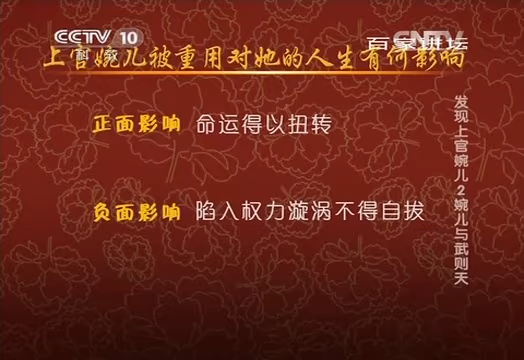 CCTV 10
科教
CNTV
百家讲坛
上官婉儿被重用对她的人生有何影响
正面影响 命运得以扭转
负面影响 陷入权力漩涡不得自拔
发现上官婉儿2婉儿与武则天